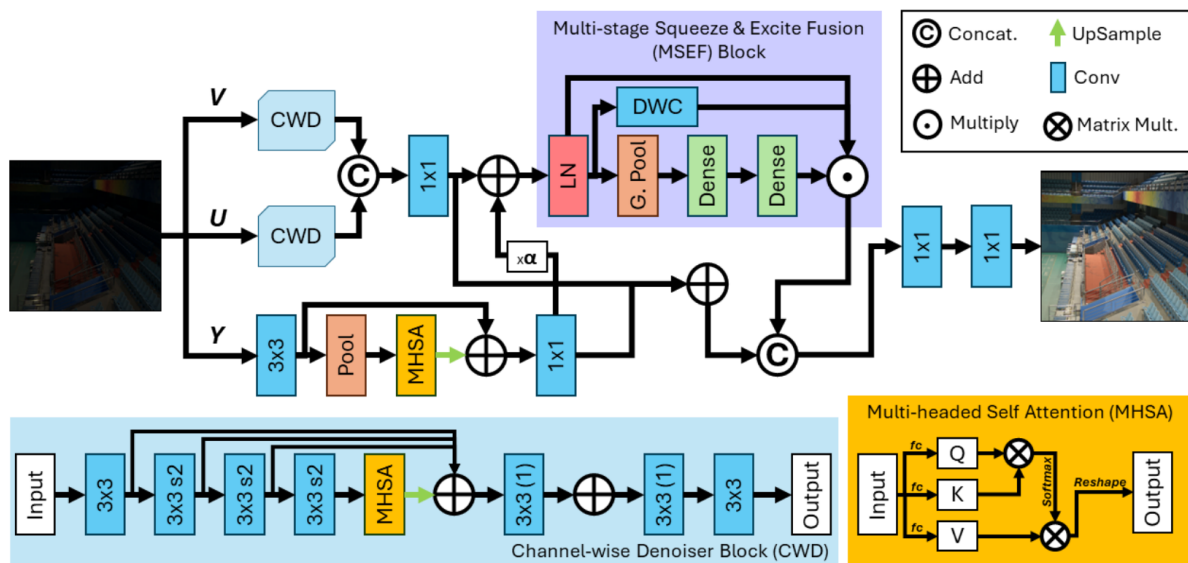 Multi-stage Squeeze & Excite Fusion
(MSEF) Block
Concat.
UpSample
Add
Conv
Multiply
Matrix Mult.
V
CWD
U
CWD
C
1x1
LN
DWC
G. Pool
Dense
Dense
xα
Y
3x3
Pool
MHSA
1x1
C
1x1
1x1
Input
3x3
3x3 s2
3x3 s2
3x3 s2
MHSA
3x3 (1)
3x3 (1)
3x3
Output
Channel-wise Denoiser Block (CWD)
Multi-headed Self Attention (MHSA)
Input
fc
Q
fc
K
fc
V
Softmax
Reshape
Output